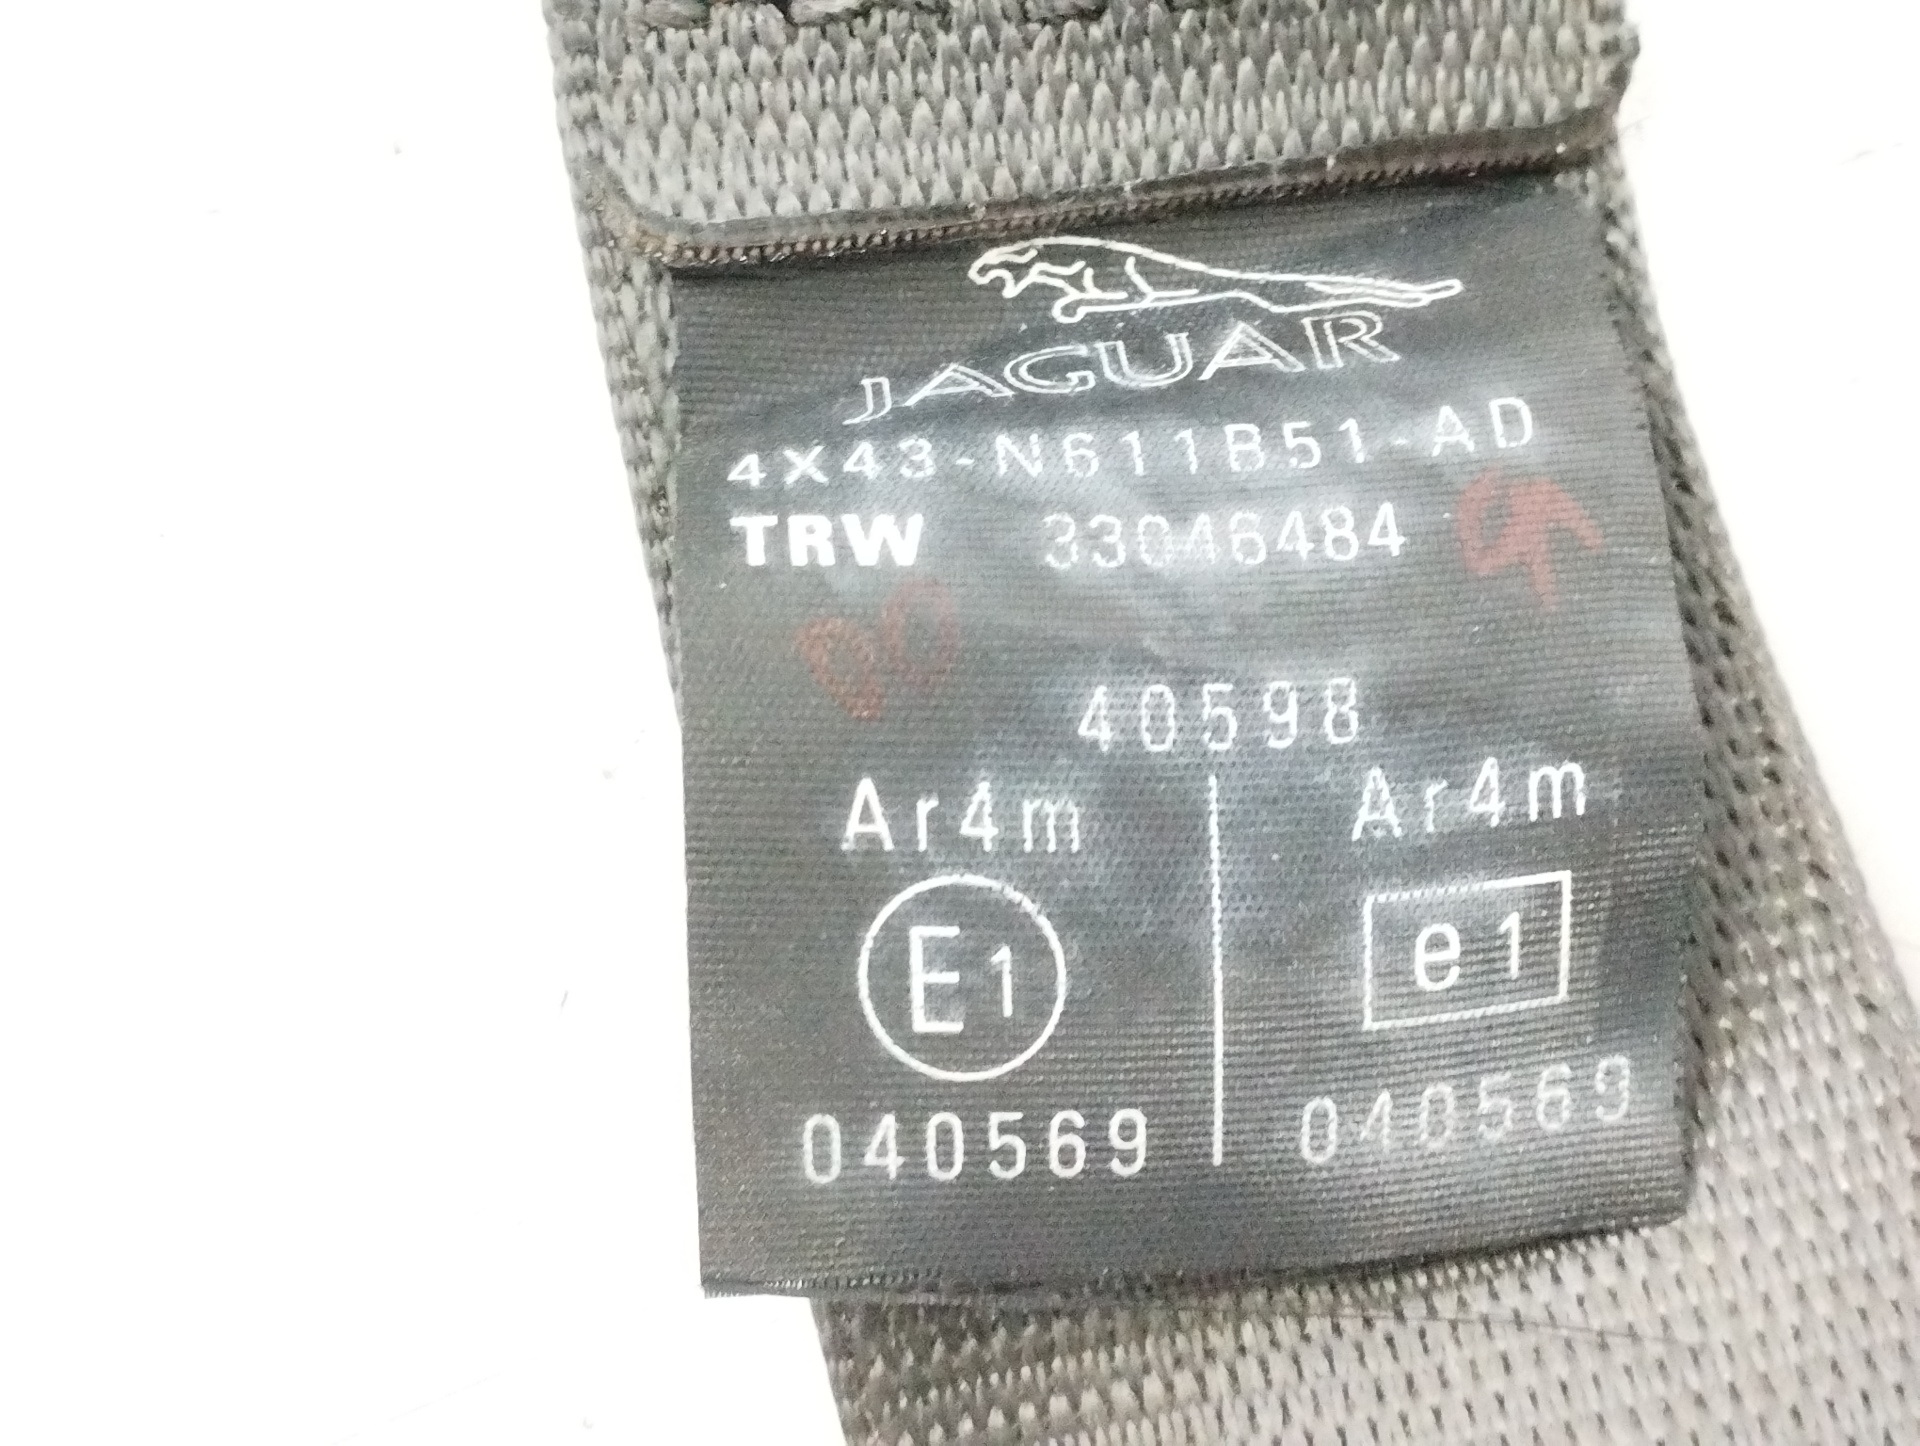 JAGUAR
4X43-N611B51-AD
TRW 33046484
40598
Ar4m Ar4m
E1 e1
040569 040569